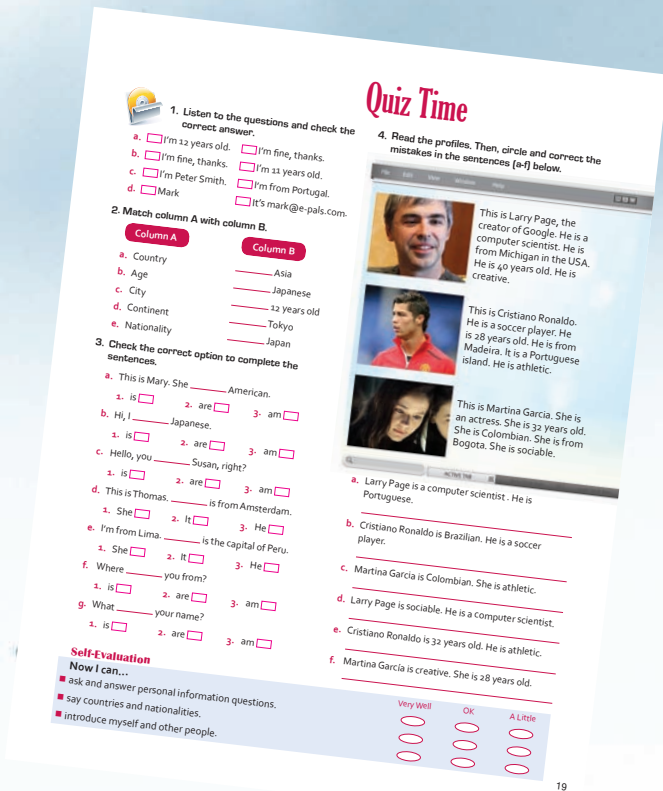 Quiz Time
1. Listen to the questions and check the
correct answer.
a. I'm 12 years old. I'm fine, thanks.
b. I'm fine, thanks. I'm 11 years old.
c. I'm Peter Smith. I'm from Portugal.
d. Mark It's mark@e-pals.com.
2. Match column A with column B.
Column A Column B
a. Country ______ Asia
b. Age ______ Japanese
c. City ______ 12 years old
d. Continent ______ Tokyo
e. Nationality ______ Japan
3. Check the correct option to complete the
sentences.
a. This is Mary. She ______ American.
1. is 2. are 3. am
b. Hi, I ______ Japanese.
1. is 2. are 3. am
c. Hello, you ______ Susan, right?
1. is 2. are 3. am
d. This is Thomas. ______ is from Amsterdam.
1. She 2. It 3. He
e. I'm from Lima. ______ is the capital of Peru.
1. She 2. It 3. He
f. Where ______ you from?
1. is 2. are 3. am
g. What ______ your name?
1. is 2. are 3. am
4. Read the profiles. Then, circle and correct the
mistakes in the sentences (a-f) below.
File Edit View Window Help
This is Larry Page, the
creator of Google. He is a
computer scientist. He is
from Michigan in the USA.
He is 40 years old. He is
creative.
This is Cristiano Ronaldo.
He is a soccer player. He
is 28 years old. He is from
Madeira. It is a Portuguese
island. He is athletic.
This is Martina Garcia. She is
an actress. She is 32 years old.
She is Colombian. She is from
Bogota. She is sociable.
ACTIVE TAB
a. Larry Page is a computer scientist . He is
Portuguese.
b. Cristiano Ronaldo is Brazilian. He is a soccer
player.
c. Martina Garcia is Colombian. She is athletic.
d. Larry Page is sociable. He is a computer scientist.
e. Cristiano Ronaldo is 32 years old. He is athletic.
f. Martina García is creative. She is 28 years old.
Self-Evaluation
Now I can... Very Well OK A Little
ask and answer personal information questions.
say countries and nationalities.
introduce myself and other people.
19